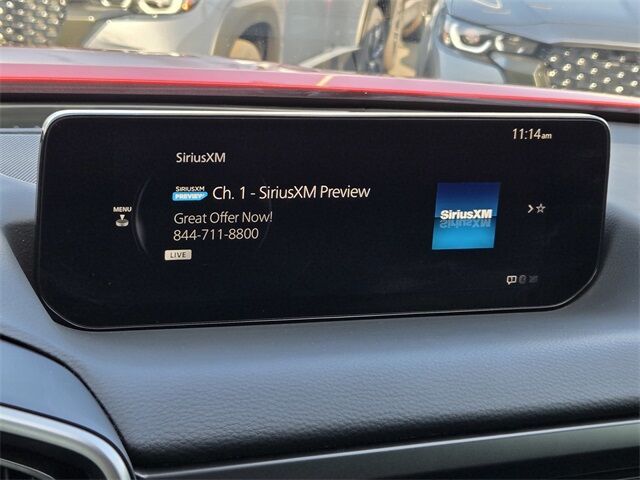 11:14am
SiriusXM
SIRIUSXM
PREVIEW
Ch. 1 - SiriusXM Preview
MENU
Great Offer Now!
844-711-8800
LIVE
SiriusXM